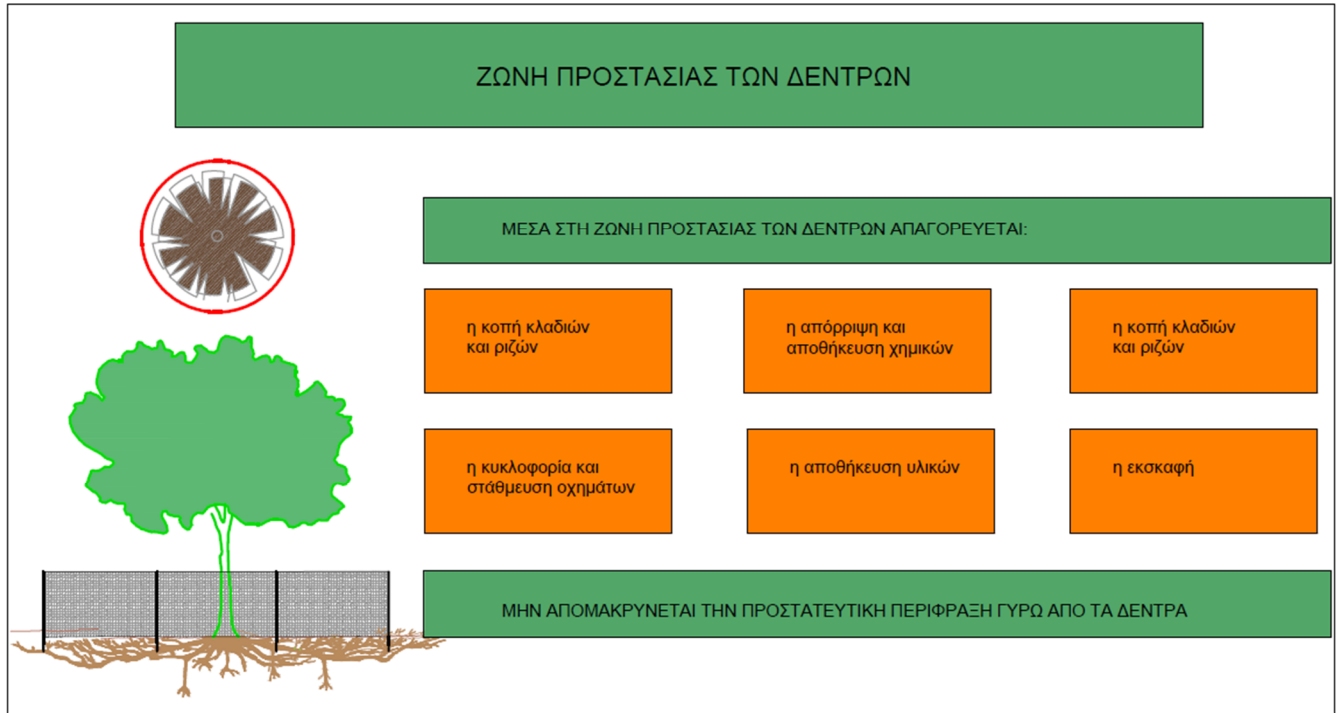 ΖΩΝΗ ΠΡΟΣΤΑΣΙΑΣ ΤΩΝ ΔΕΝΤΡΩΝ
ΜΕΣΑ ΣΤΗ ΖΩΝΗ ΠΡΟΣΤΑΣΙΑΣ ΤΩΝ ΔΕΝΤΡΩΝ ΑΠΑΓΟΡΕΥΕΤΑΙ:
η κοπή κλαδιών
και ριζών
η απόρριψη και
αποθήκευση χημικών
η κοπή κλαδιών
και ριζών
η κυκλοφορία και
στάθμευση οχημάτων
η αποθήκευση υλικών
η εκσκαφή
ΜΗΝ ΑΠΟΜΑΚΡΥΝΕΤΑΙ ΤΗΝ ΠΡΟΣΤΑΤΕΥΤΙΚΗ ΠΕΡΙΦΡΑΞΗ ΓΥΡΩ ΑΠΟ ΤΑ ΔΕΝΤΡΑ